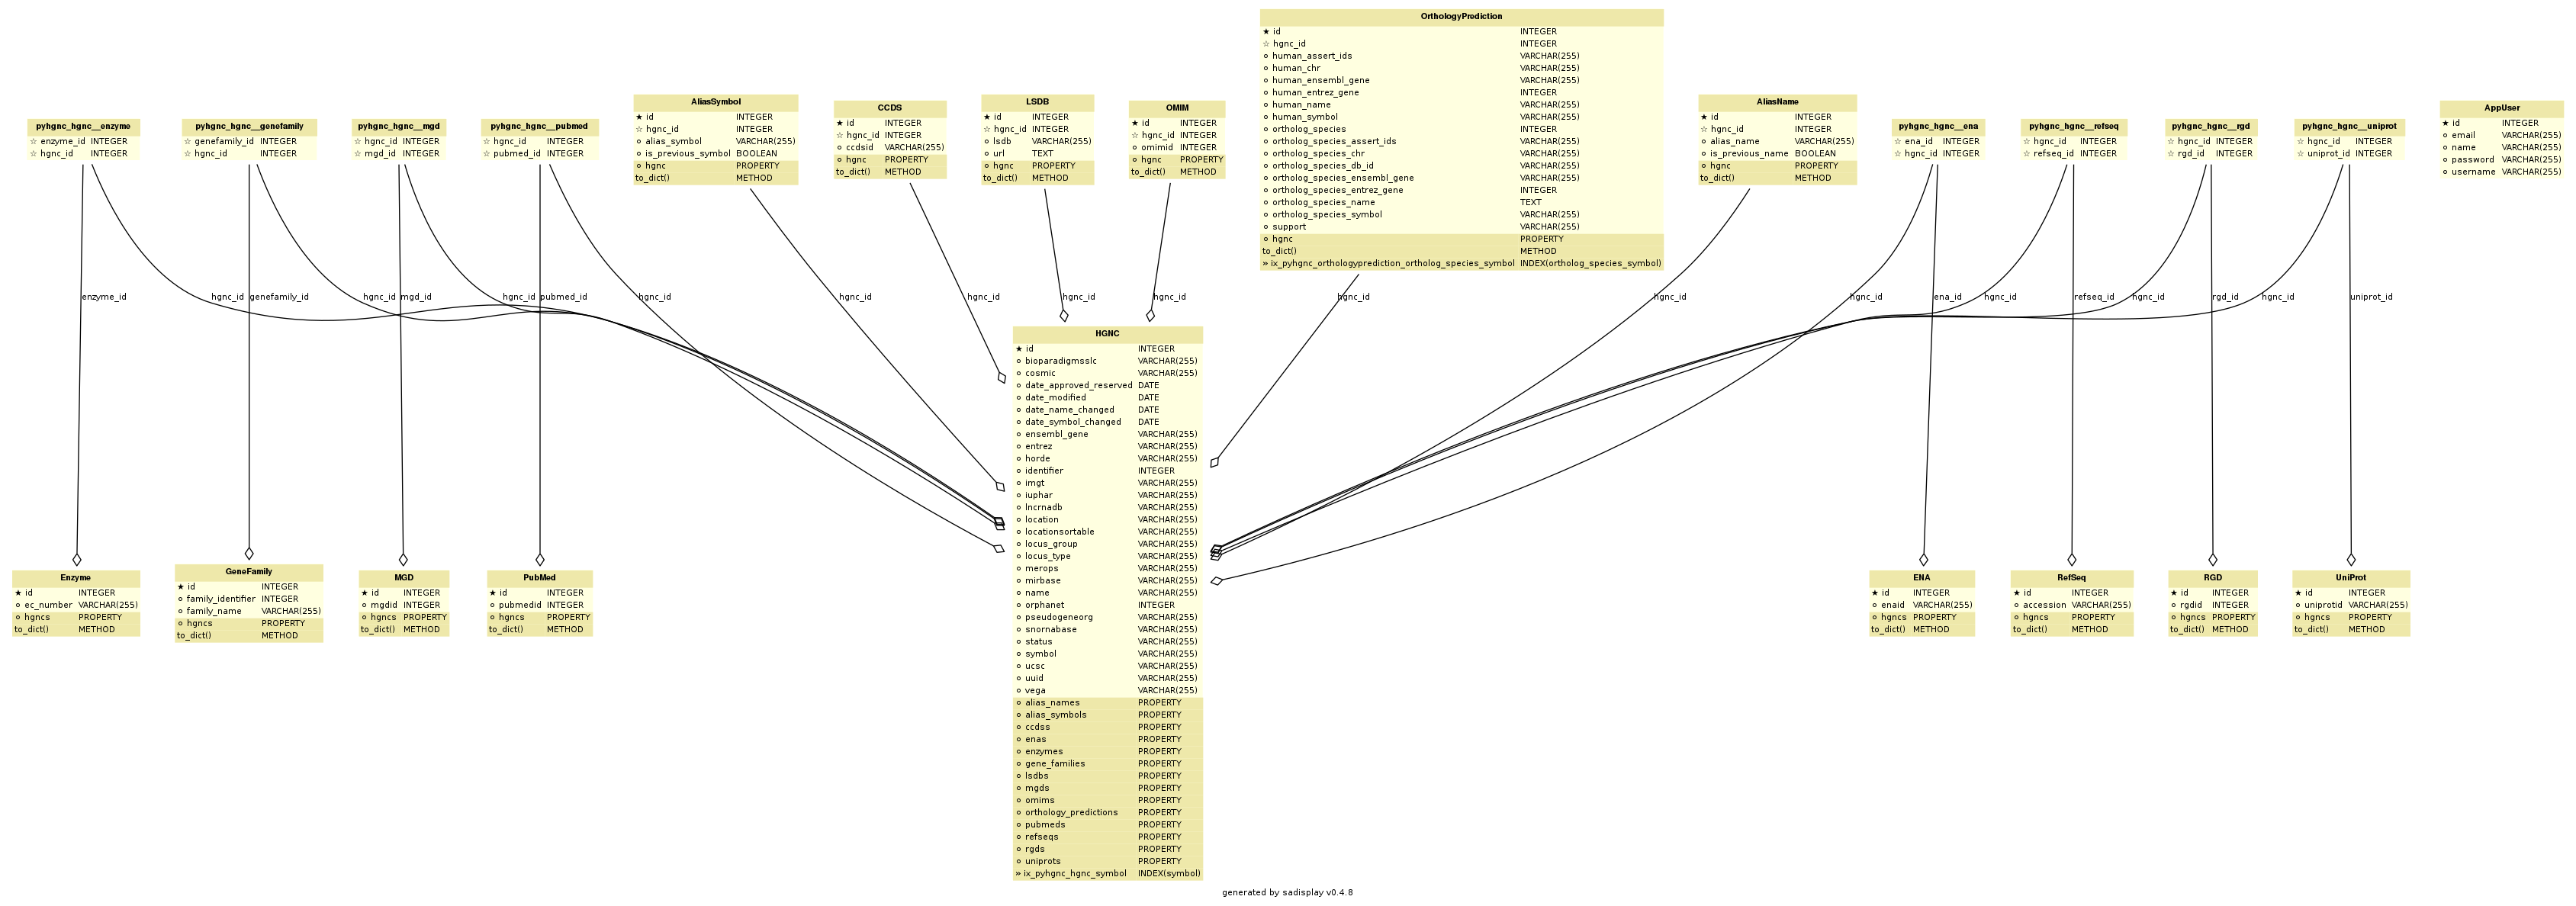 OrthologyPrediction
★ id INTEGER
☆ hgnc_id INTEGER
human_assert_ids VARCHAR(255)
human_chr VARCHAR(255)
human_ensembl_gene VARCHAR(255)
human_entrez_gene INTEGER
human_name VARCHAR(255)
human_symbol VARCHAR(255)
ortholog_species INTEGER
ortholog_species_assert_ids VARCHAR(255)
ortholog_species_chr VARCHAR(255)
ortholog_species_db_id VARCHAR(255)
ortholog_species_ensembl_gene VARCHAR(255)
ortholog_species_entrez_gene INTEGER
ortholog_species_name TEXT
ortholog_species_symbol VARCHAR(255)
support VARCHAR(255)
hgnc PROPERTY
to_dict() METHOD
» ix_pyhgnc_orthologyprediction_ortholog_species_symbol INDEX(ortholog_species_symbol)
pyhgnc_hgnc__enzyme
☆ enzyme_id INTEGER
☆ hgnc_id INTEGER
pyhgnc_hgnc__genefamily
☆ genefamily_id INTEGER
☆ hgnc_id INTEGER
pyhgnc_hgnc__mgd
☆ hgnc_id INTEGER
☆ mgd_id INTEGER
pyhgnc_hgnc__pubmed
☆ hgnc_id INTEGER
☆ pubmed_id INTEGER
AliasSymbol
★ id INTEGER
☆ hgnc_id INTEGER
alias_symbol VARCHAR(255)
is_previous_symbol BOOLEAN
hgnc PROPERTY
to_dict() METHOD
CCDS
★ id INTEGER
☆ hgnc_id INTEGER
ccdsid VARCHAR(255)
hgnc PROPERTY
to_dict() METHOD
LSDB
★ id INTEGER
☆ hgnc_id INTEGER
lsdb VARCHAR(255)
url TEXT
hgnc PROPERTY
to_dict() METHOD
OMIM
★ id INTEGER
☆ hgnc_id INTEGER
omimid INTEGER
hgnc PROPERTY
to_dict() METHOD
AliasName
★ id INTEGER
☆ hgnc_id INTEGER
alias_name VARCHAR(255)
is_previous_name BOOLEAN
hgnc PROPERTY
to_dict() METHOD
pyhgnc_hgnc__ena
☆ ena_id INTEGER
☆ hgnc_id INTEGER
pyhgnc_hgnc__refseq
☆ hgnc_id INTEGER
☆ refseq_id INTEGER
pyhgnc_hgnc__rgd
☆ hgnc_id INTEGER
☆ rgd_id INTEGER
pyhgnc_hgnc__uniprot
☆ hgnc_id INTEGER
☆ uniprot_id INTEGER
AppUser
★ id INTEGER
email VARCHAR(255)
name VARCHAR(255)
password VARCHAR(255)
username VARCHAR(255)
enzyme_id hgnc_id genefamily_id hgnc_id mgd_id hgnc_id pubmed_id hgnc_id hgnc_id hgnc_id hgnc_id hgnc_id hgnc_id hgnc_id hgnc_id ena_id hgnc_id refseq_id hgnc_id rgd_id hgnc_id uniprot_id
HGNC
★ id INTEGER
bioparadigmsslc VARCHAR(255)
cosmic VARCHAR(255)
date_approved_reserved DATE
date_modified DATE
date_name_changed DATE
date_symbol_changed DATE
ensembl_gene VARCHAR(255)
entrez VARCHAR(255)
horde VARCHAR(255)
identifier INTEGER
imgt VARCHAR(255)
iuphar VARCHAR(255)
lncrnadb VARCHAR(255)
location VARCHAR(255)
locationsortable VARCHAR(255)
locus_group VARCHAR(255)
locus_type VARCHAR(255)
merops VARCHAR(255)
mirbase VARCHAR(255)
name VARCHAR(255)
orphanet INTEGER
pseudogeneorg VARCHAR(255)
snornabase VARCHAR(255)
status VARCHAR(255)
symbol VARCHAR(255)
ucsc VARCHAR(255)
uuid VARCHAR(255)
vega VARCHAR(255)
alias_names PROPERTY
alias_symbols PROPERTY
ccdss PROPERTY
enas PROPERTY
enzymes PROPERTY
gene_families PROPERTY
lsdbs PROPERTY
mgds PROPERTY
omims PROPERTY
orthology_predictions PROPERTY
pubmeds PROPERTY
refseqs PROPERTY
rgds PROPERTY
uniprots PROPERTY
» ix_pyhgnc_hgnc_symbol INDEX(symbol)
Enzyme
★ id INTEGER
ec_number VARCHAR(255)
hgncs PROPERTY
to_dict() METHOD
GeneFamily
★ id INTEGER
family_identifier INTEGER
family_name VARCHAR(255)
hgncs PROPERTY
to_dict() METHOD
MGD
★ id INTEGER
mgdid INTEGER
hgncs PROPERTY
to_dict() METHOD
PubMed
★ id INTEGER
pubmedid INTEGER
hgncs PROPERTY
to_dict() METHOD
ENA
★ id INTEGER
enaid VARCHAR(255)
hgncs PROPERTY
to_dict() METHOD
RefSeq
★ id INTEGER
accession VARCHAR(255)
hgncs PROPERTY
to_dict() METHOD
RGD
★ id INTEGER
rgdid INTEGER
hgncs PROPERTY
to_dict() METHOD
UniProt
★ id INTEGER
uniprotid VARCHAR(255)
hgncs PROPERTY
to_dict() METHOD
generated by sadisplay v0.4.8